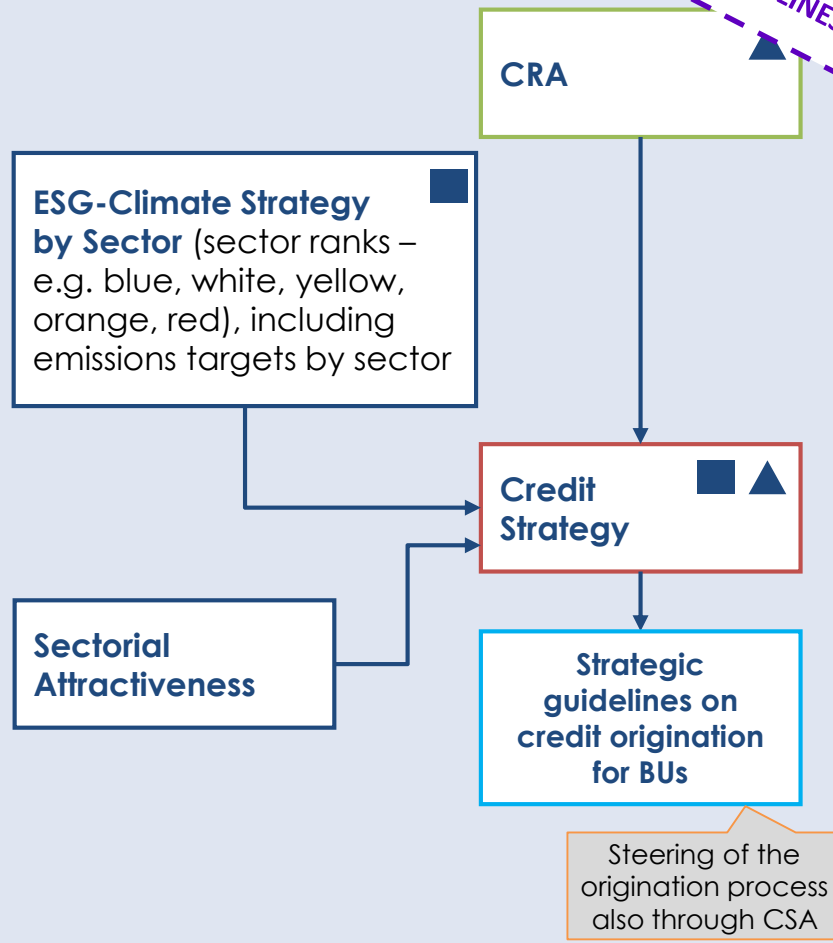 CRA
ESG-Climate Strategy
by Sector (sector ranks –
e.g. blue, white, yellow,
orange, red), including
emissions targets by sector
Credit
Strategy
Sectorial
Attractiveness
Strategic
guidelines on
credit origination
for BUs
Steering of the
origination process
also through CSA